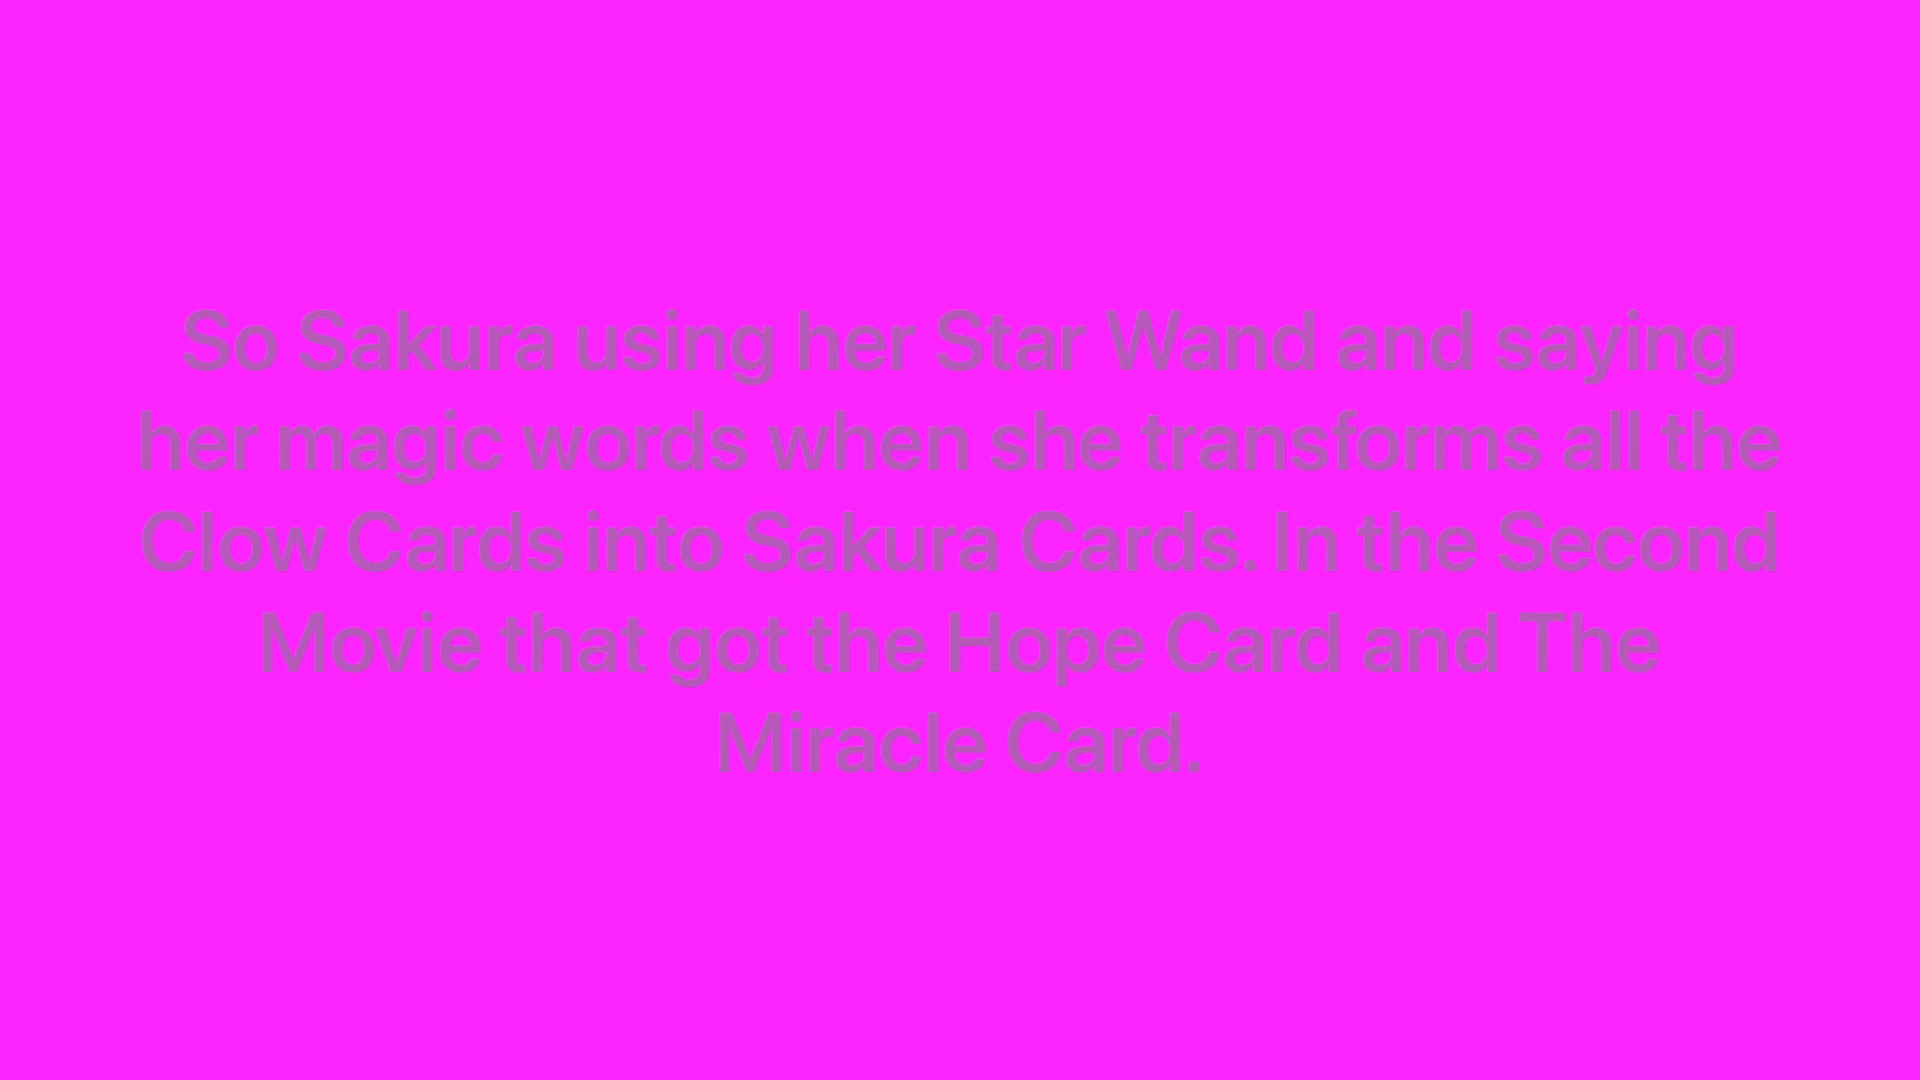 So Sakura using her Star Wand and saying
her magic words when she transforms all the
Clow Cards into Sakura Cards. In the Second
Movie that got the Hope Card and The
Miracle Card.